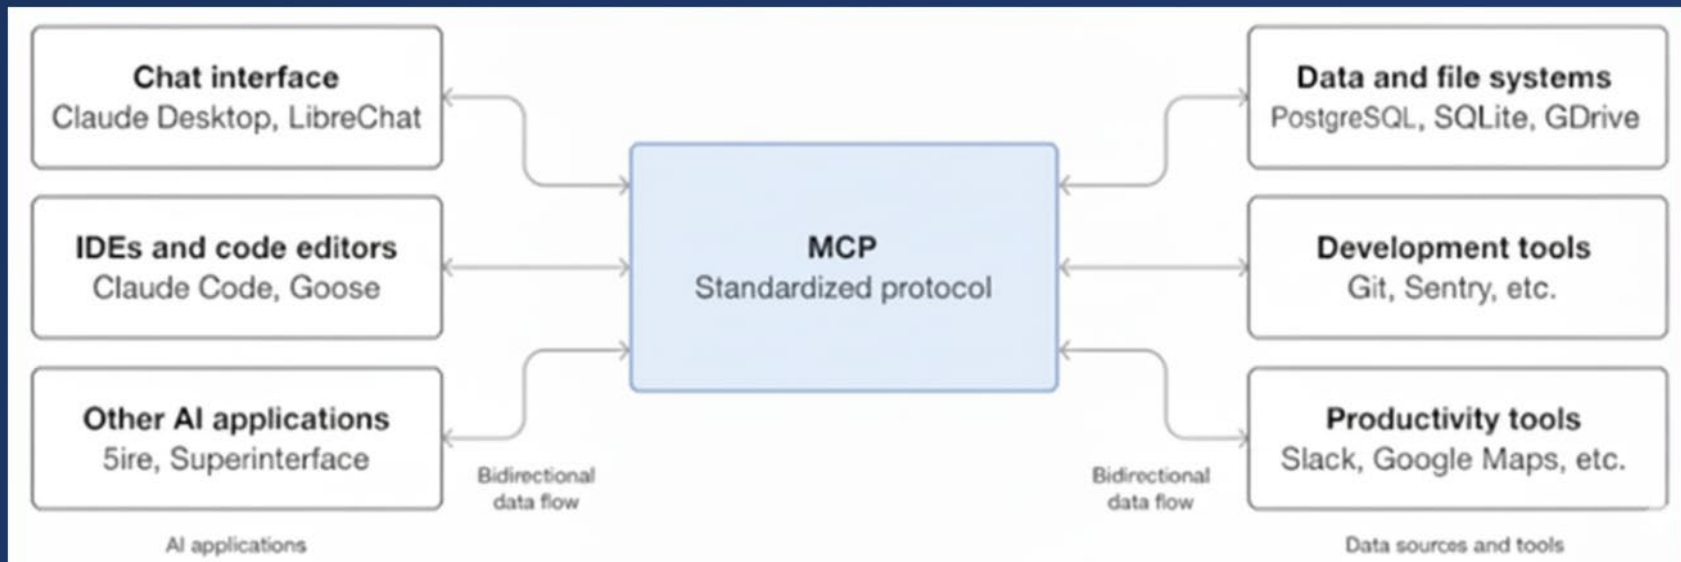 Chat interface
Claude Desktop, LibreChat
IDEs and code editors
Claude Code, Goose
Other AI applications
5ire, Superinterface
AI applications
Bidirectional
data flow
MCP
Standardized protocol
Bidirectional
data flow
Data and file systems
PostgreSQL, SQLite, GDrive
Development tools
Git, Sentry, etc.
Productivity tools
Slack, Google Maps, etc.
Data sources and tools